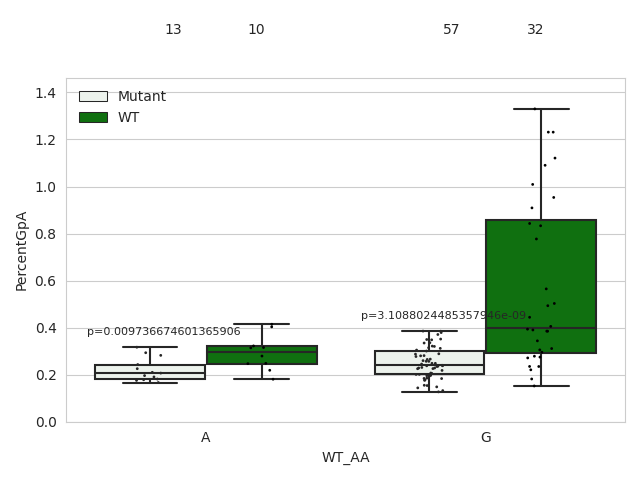 13 10 57 32
1.4
Mutant
WT
1.2
1.0
0.8
0.6
0.4
0.2
0.0
PercentGpA
p=0.009736674601365906
p=3.1088024485357946e-09
A G
WT_AA